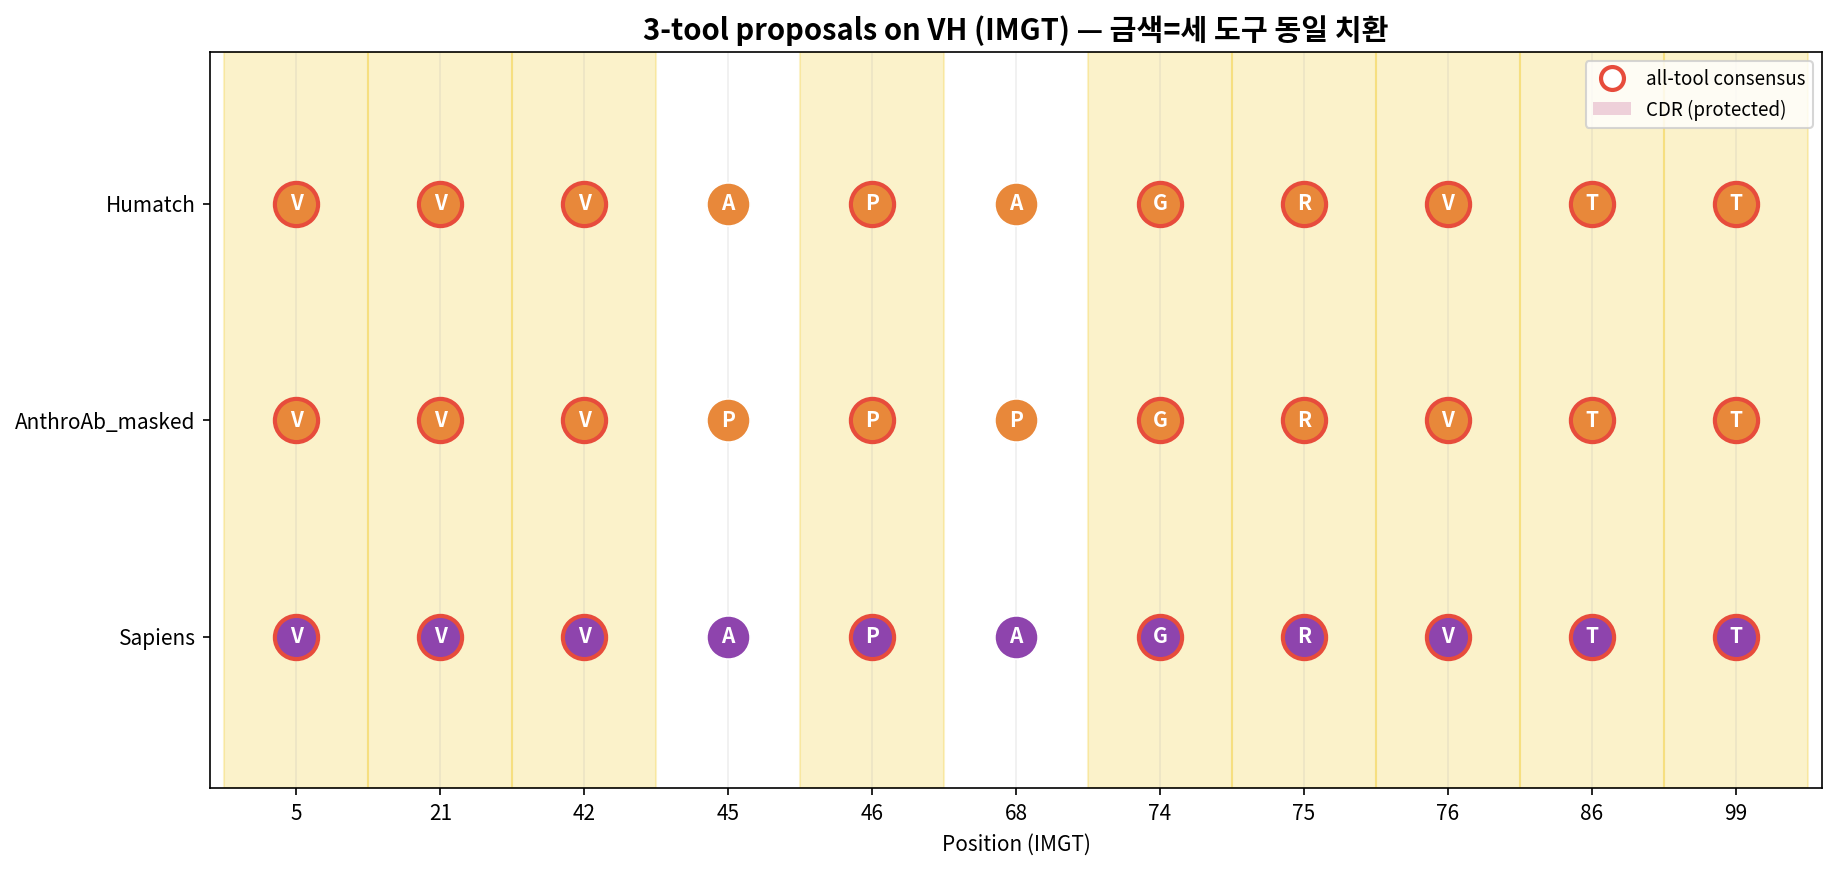 3-tool proposals on VH (IMGT) — 금색=세 도구 동일 치환
all-tool consensus
CDR (protected)
Humatch V V V A P A G R V T T
AnthroAb_masked V V V P P P G R V T T
Sapiens V V V A P A G R V T T
5 21 42 45 46 68 74 75 76 86 99
Position (IMGT)